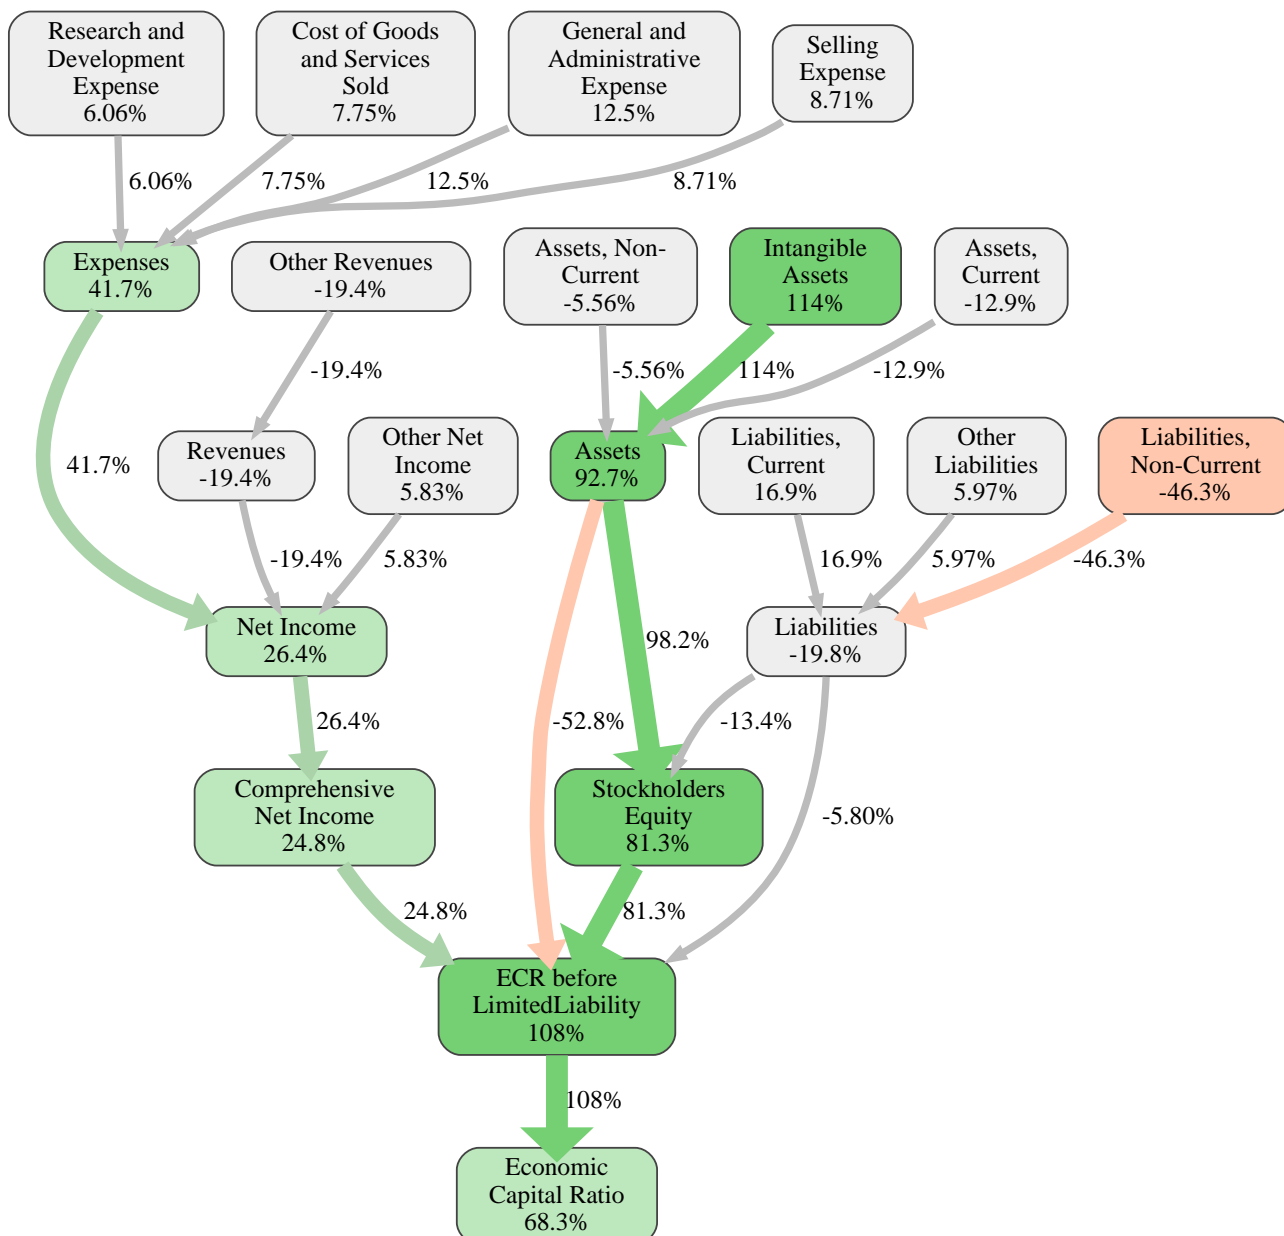 Research and
Development
Expense
6.06%
Cost of Goods
and Services
Sold
7.75%
General and
Administrative
Expense
12.5%
Selling
Expense
8.71%
6.06%
7.75%
12.5%
8.71%
Expenses
41.7%
Other Revenues
-19.4%
Assets, Non-
Current
-5.56%
Intangible
Assets
114%
Assets,
Current
-12.9%
-19.4%
-5.56%
114%
-12.9%
41.7%
Revenues
-19.4%
Other Net
Income
5.83%
Assets
92.7%
Liabilities,
Current
16.9%
Other
Liabilities
5.97%
Liabilities,
Non-Current
-46.3%
-19.4%
5.83%
16.9%
5.97%
-46.3%
Net Income
26.4%
98.2%
Liabilities
-19.8%
26.4%
-52.8%
-13.4%
Comprehensive
Net Income
24.8%
Stockholders
Equity
81.3%
-5.80%
24.8%
81.3%
ECR before
LimitedLiability
108%
108%
Economic
Capital Ratio
68.3%